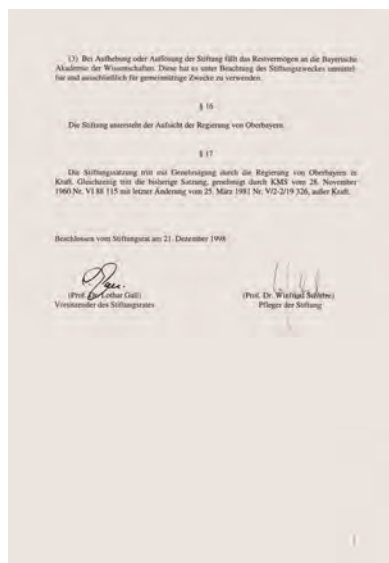 (3) Bei Aufhebung oder Auflösung der Stiftung fällt das Restvermögen an die Bayerische
Akademie der Wissenschaften. Diese hat es unter Beachtung des Stiftungszweckes unmittel-
bar und ausschließlich für gemeinnützige Zwecke zu verwenden.
§ 16
Die Stiftung untersteht der Aufsicht der Regierung von Oberbayern.
§ 17
Die Stiftungssatzung tritt mit Genehmigung durch die Regierung von Oberbayern in
Kraft. Gleichzeitig tritt die bisherige Satzung, genehmigt durch KMS vom 28. November
1960 Nr. VI 88 115 mit letzter Änderung vom 25. März 1981 Nr. V/2-2/19 326, außer Kraft.
Beschlossen vom Stiftungsrat am 21. Dezember 1998
(Prof. Dr. Lothar Gall)
Vorsitzender des Stiftungsrates
(Prof. Dr. Winfried Schulze)
Pfleger der Stiftung